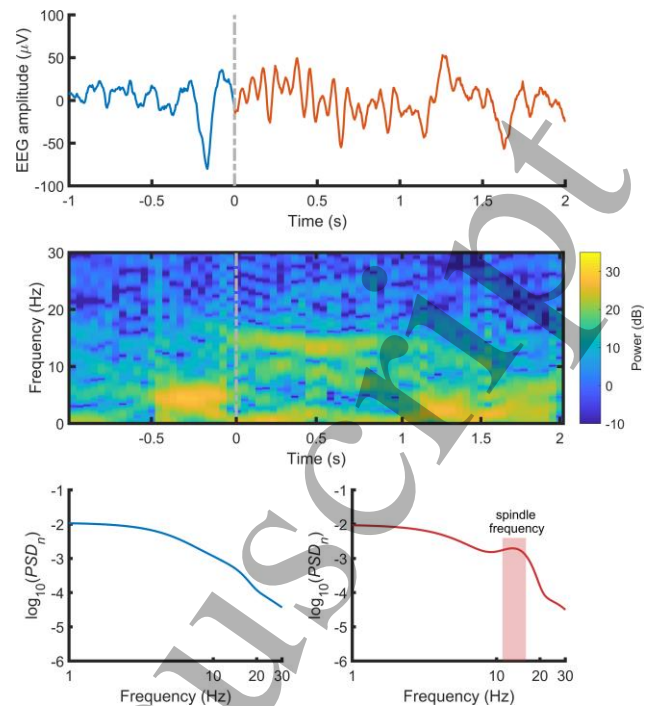 EEG amplitude (μV)
100
50
0
-50
-100
-1 -0.5 0 0.5 1 1.5 2
Time (s)
Frequency (Hz)
30
20
10
0
-0.5 0 0.5 1 1.5 2
Time (s)
30
20
10
0
-10
Power (dB)
log10(PSDn)
-1
-2
-3
-4
-5
-6
1 10 20 30
Frequency (Hz)
log10(PSDn)
-1
-2
-3
-4
-5
-6
spindle
frequency
1 10 20 30
Frequency (Hz)
uscript